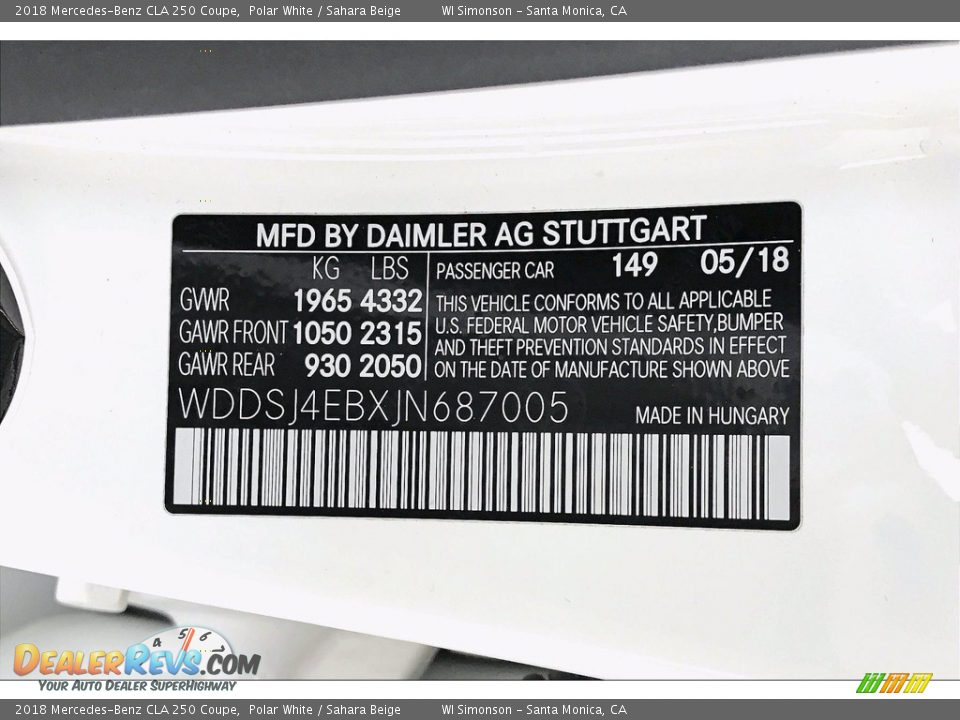 2018 Mercedes-Benz CLA 250 Coupe, Polar White / Sahara Beige WI Simonson - Santa Monica, CA
MFD BY DAIMLER AG STUTTGART
KG LBS
GVWR 1965 4332
GAWR FRONT 1050 2315
GAWR REAR 930 2050
PASSENGER CAR 149 05/18
THIS VEHICLE CONFORMS TO ALL APPLICABLE
U.S. FEDERAL MOTOR VEHICLE SAFETY,BUMPER
AND THEFT PREVENTION STANDARDS IN EFFECT
ON THE DATE OF MANUFACTURE SHOWN ABOVE
WDDSJ4EBXJN687005
MADE IN HUNGARY
4 5 6 7
DEALERREVS.COM
YOUR AUTO DEALER SUPERHIGHWAY
2018 Mercedes-Benz CLA 250 Coupe, Polar White / Sahara Beige WI Simonson - Santa Monica, CA